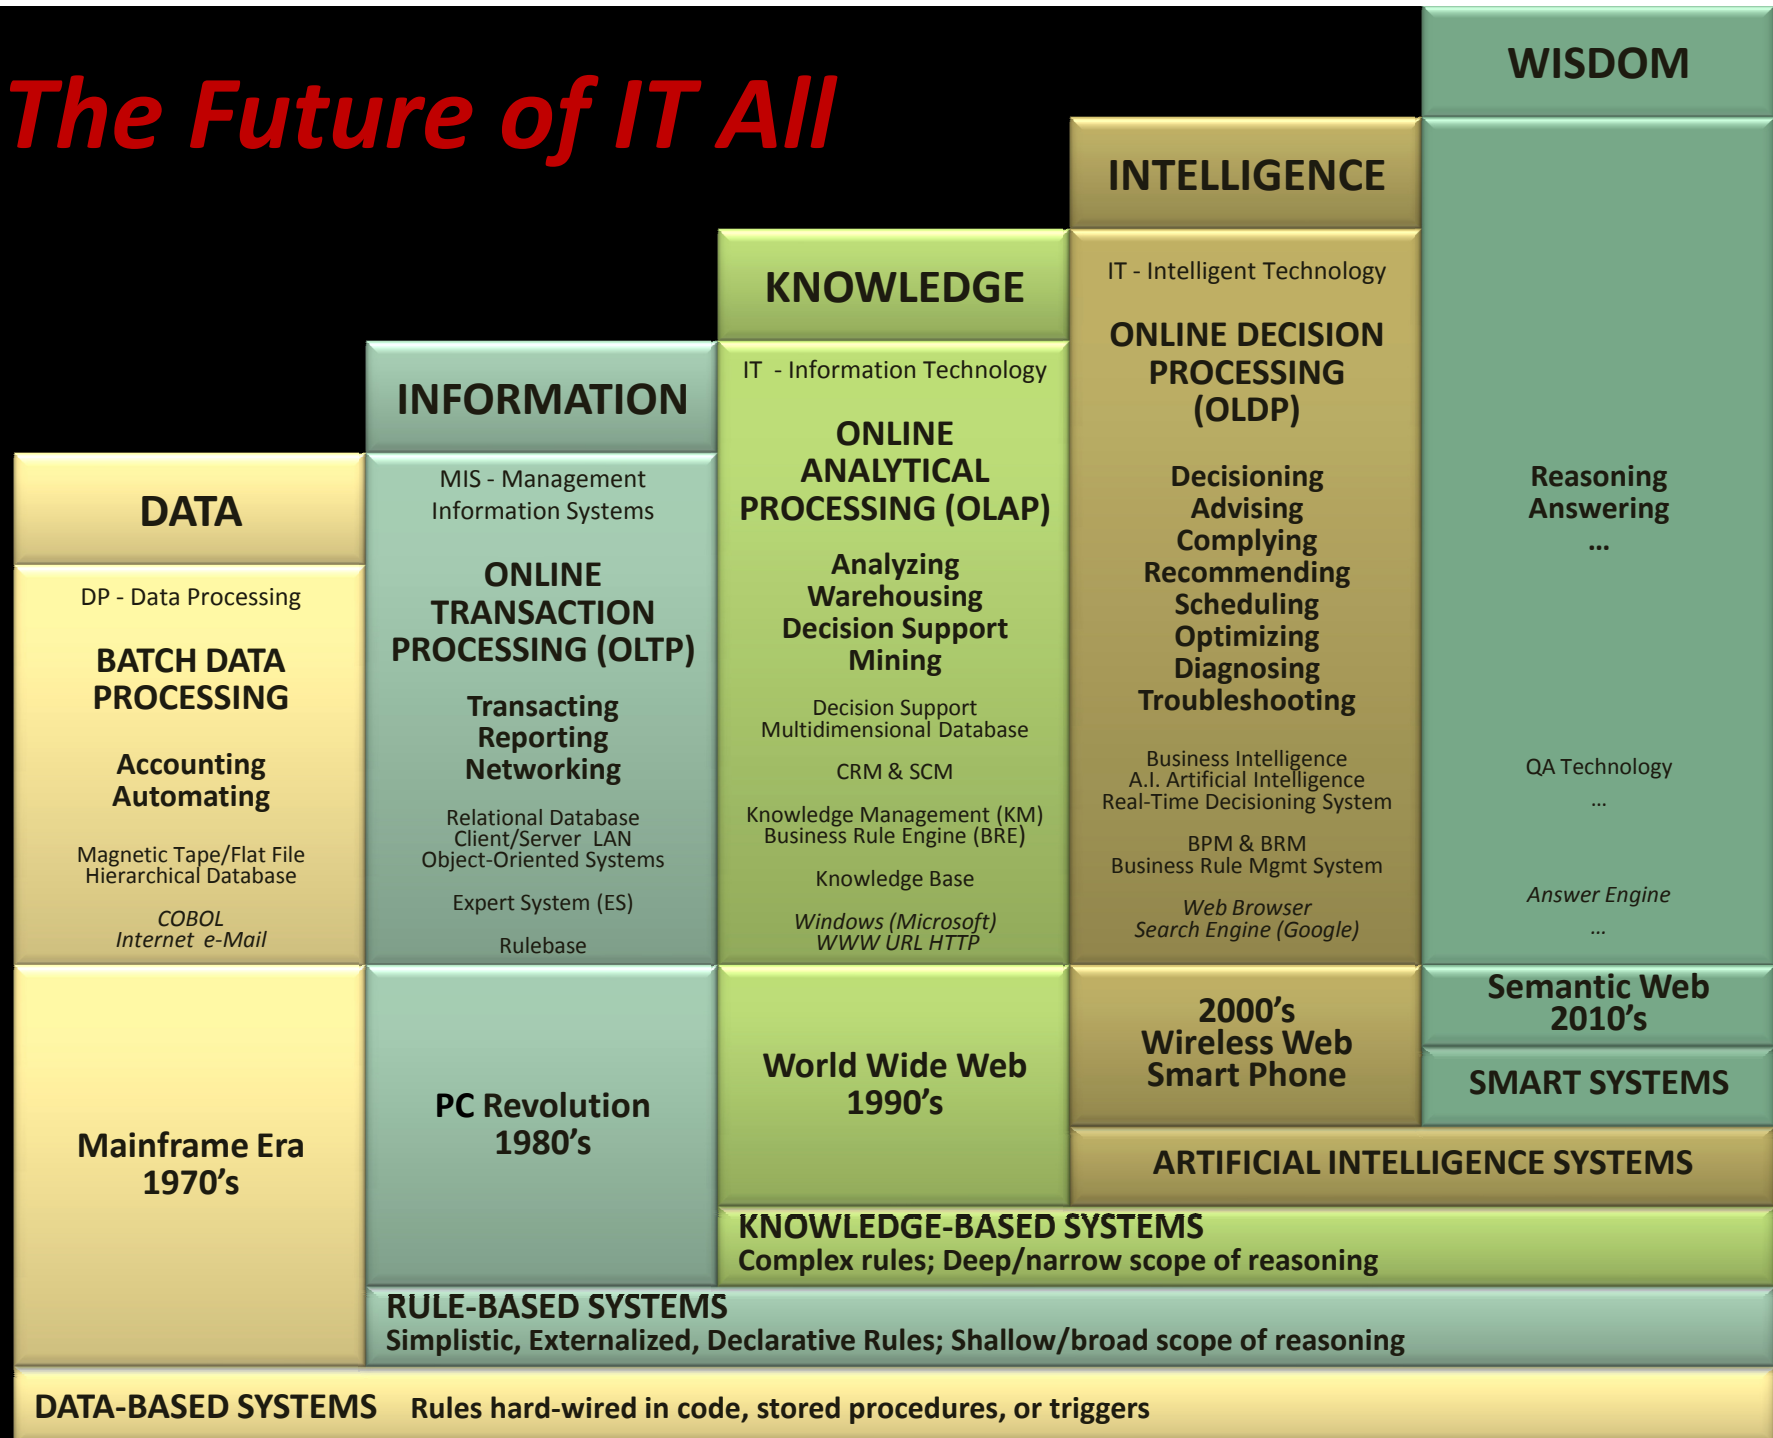 The Future of IT All
DATA
DP - Data Processing
BATCH DATA
PROCESSING
Accounting
Automating
Magnetic Tape/Flat File
Hierarchical Database
COBOL
Internet e-Mail
Mainframe Era
1970's
INFORMATION
MIS - Management
Information Systems
ONLINE
TRANSACTION
PROCESSING (OLTP)
Transacting
Reporting
Networking
Relational Database
Client/Server LAN
Object-Oriented Systems
Expert System (ES)
Rulebase
PC Revolution
1980's
KNOWLEDGE
IT - Information Technology
ONLINE
ANALYTICAL
PROCESSING (OLAP)
Analyzing
Warehousing
Decision Support
Mining
Decision Support
Multidimensional Database
CRM & SCM
Knowledge Management (KM)
Business Rule Engine (BRE)
Knowledge Base
Windows (Microsoft)
WWW URL HTTP
World Wide Web
1990's
INTELLIGENCE
IT - Intelligent Technology
ONLINE DECISION
PROCESSING
(OLDP)
Decisioning
Advising
Complying
Recommending
Scheduling
Optimizing
Diagnosing
Troubleshooting
Business Intelligence
A.I. Artificial Intelligence
Real-Time Decisioning System
BPM & BRM
Business Rule Mgmt System
Web Browser
Search Engine (Google)
2000's
Wireless Web
Smart Phone
WISDOM
Reasoning
Answering
...
QA Technology
...
Answer Engine
...
Semantic Web
2010's
SMART SYSTEMS
ARTIFICIAL INTELLIGENCE SYSTEMS
KNOWLEDGE-BASED SYSTEMS
Complex rules; Deep/narrow scope of reasoning
RULE-BASED SYSTEMS
Simplistic, Externalized, Declarative Rules; Shallow/broad scope of reasoning
DATA-BASED SYSTEMS Rules hard-wired in code, stored procedures, or triggers